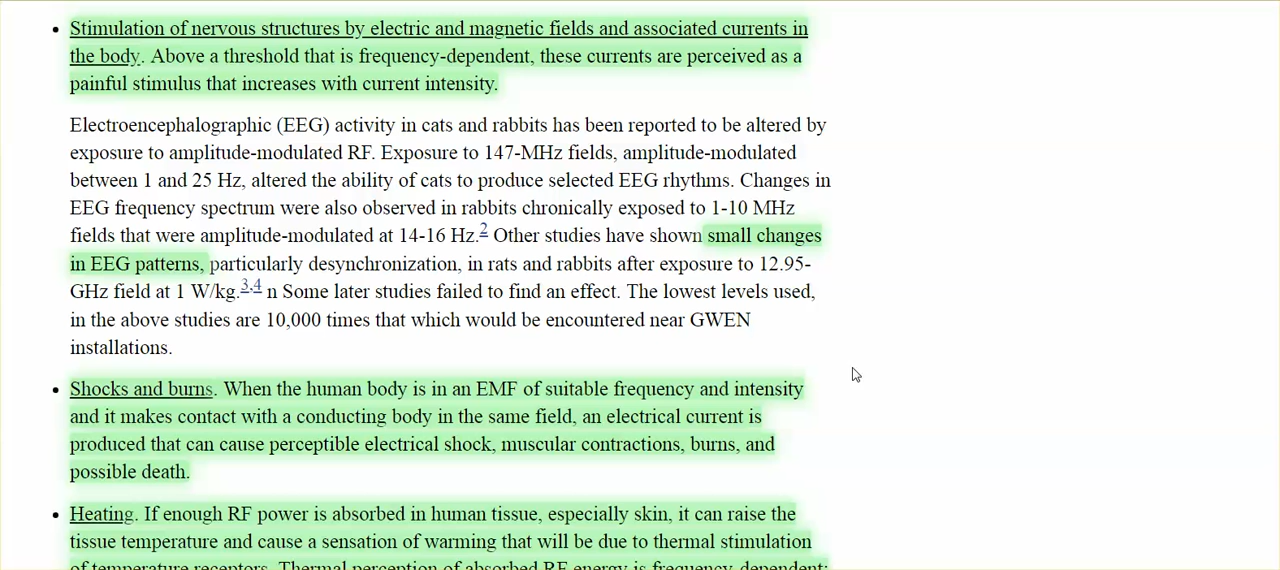 • Stimulation of nervous structures by electric and magnetic fields and associated currents in
the body. Above a threshold that is frequency-dependent, these currents are perceived as a
painful stimulus that increases with current intensity.
Electroencephalographic (EEG) activity in cats and rabbits has been reported to be altered by
exposure to amplitude-modulated RF. Exposure to 147-MHz fields, amplitude-modulated
between 1 and 25 Hz, altered the ability of cats to produce selected EEG rhythms. Changes in
EEG frequency spectrum were also observed in rabbits chronically exposed to 1-10 MHz
fields that were amplitude-modulated at 14-16 Hz.2 Other studies have shown small changes
in EEG patterns, particularly desynchronization, in rats and rabbits after exposure to 12.95-
GHz field at 1 W/kg.3,4 n Some later studies failed to find an effect. The lowest levels used,
in the above studies are 10,000 times that which would be encountered near GWEN
installations.
• Shocks and burns. When the human body is in an EMF of suitable frequency and intensity
and it makes contact with a conducting body in the same field, an electrical current is
produced that can cause perceptible electrical shock, muscular contractions, burns, and
possible death.
• Heating. If enough RF power is absorbed in human tissue, especially skin, it can raise the
tissue temperature and cause a sensation of warming that will be due to thermal stimulation
of temperature receptors. Thermal perception of absorbed RF energy is frequency-dependent;